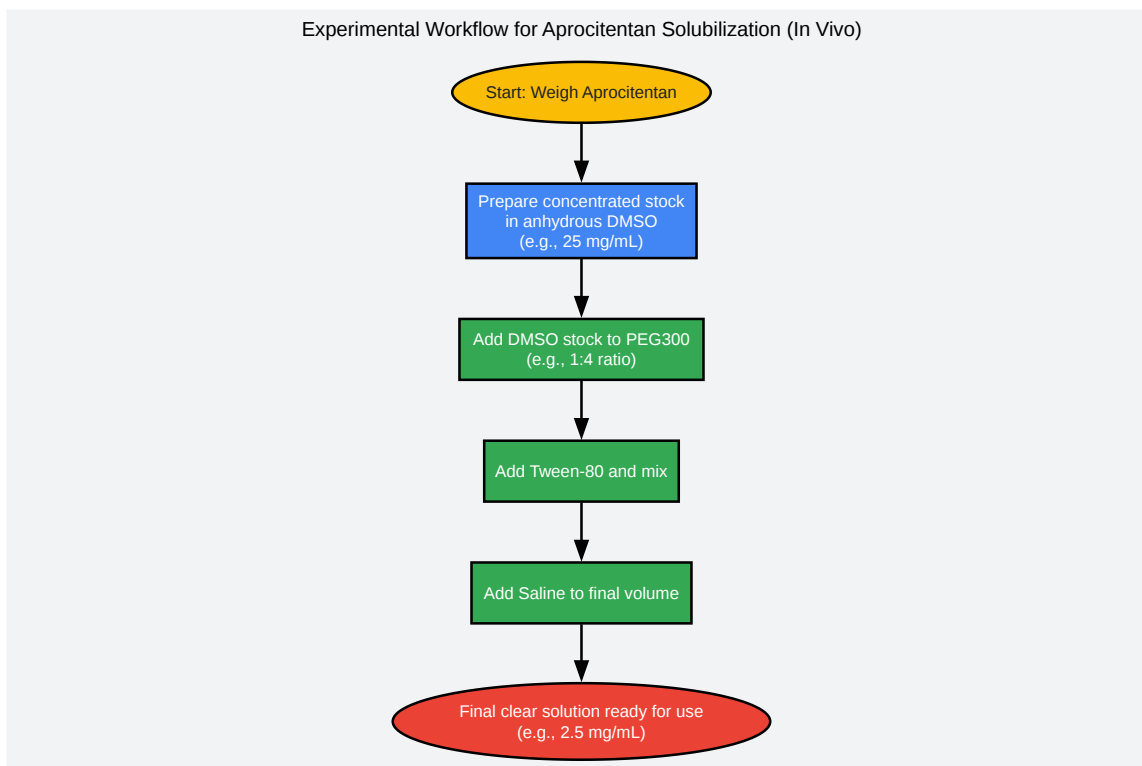 Experimental Workflow for Aprocitentan Solubilization (In Vivo)
Start: Weigh Aprocitentan
Prepare concentrated stock
in anhydrous DMSO
(e.g., 25 mg/mL)
Add DMSO stock to PEG300
(e.g., 1:4 ratio)
Add Tween-80 and mix
Add Saline to final volume
Final clear solution ready for use
(e.g., 2.5 mg/mL)